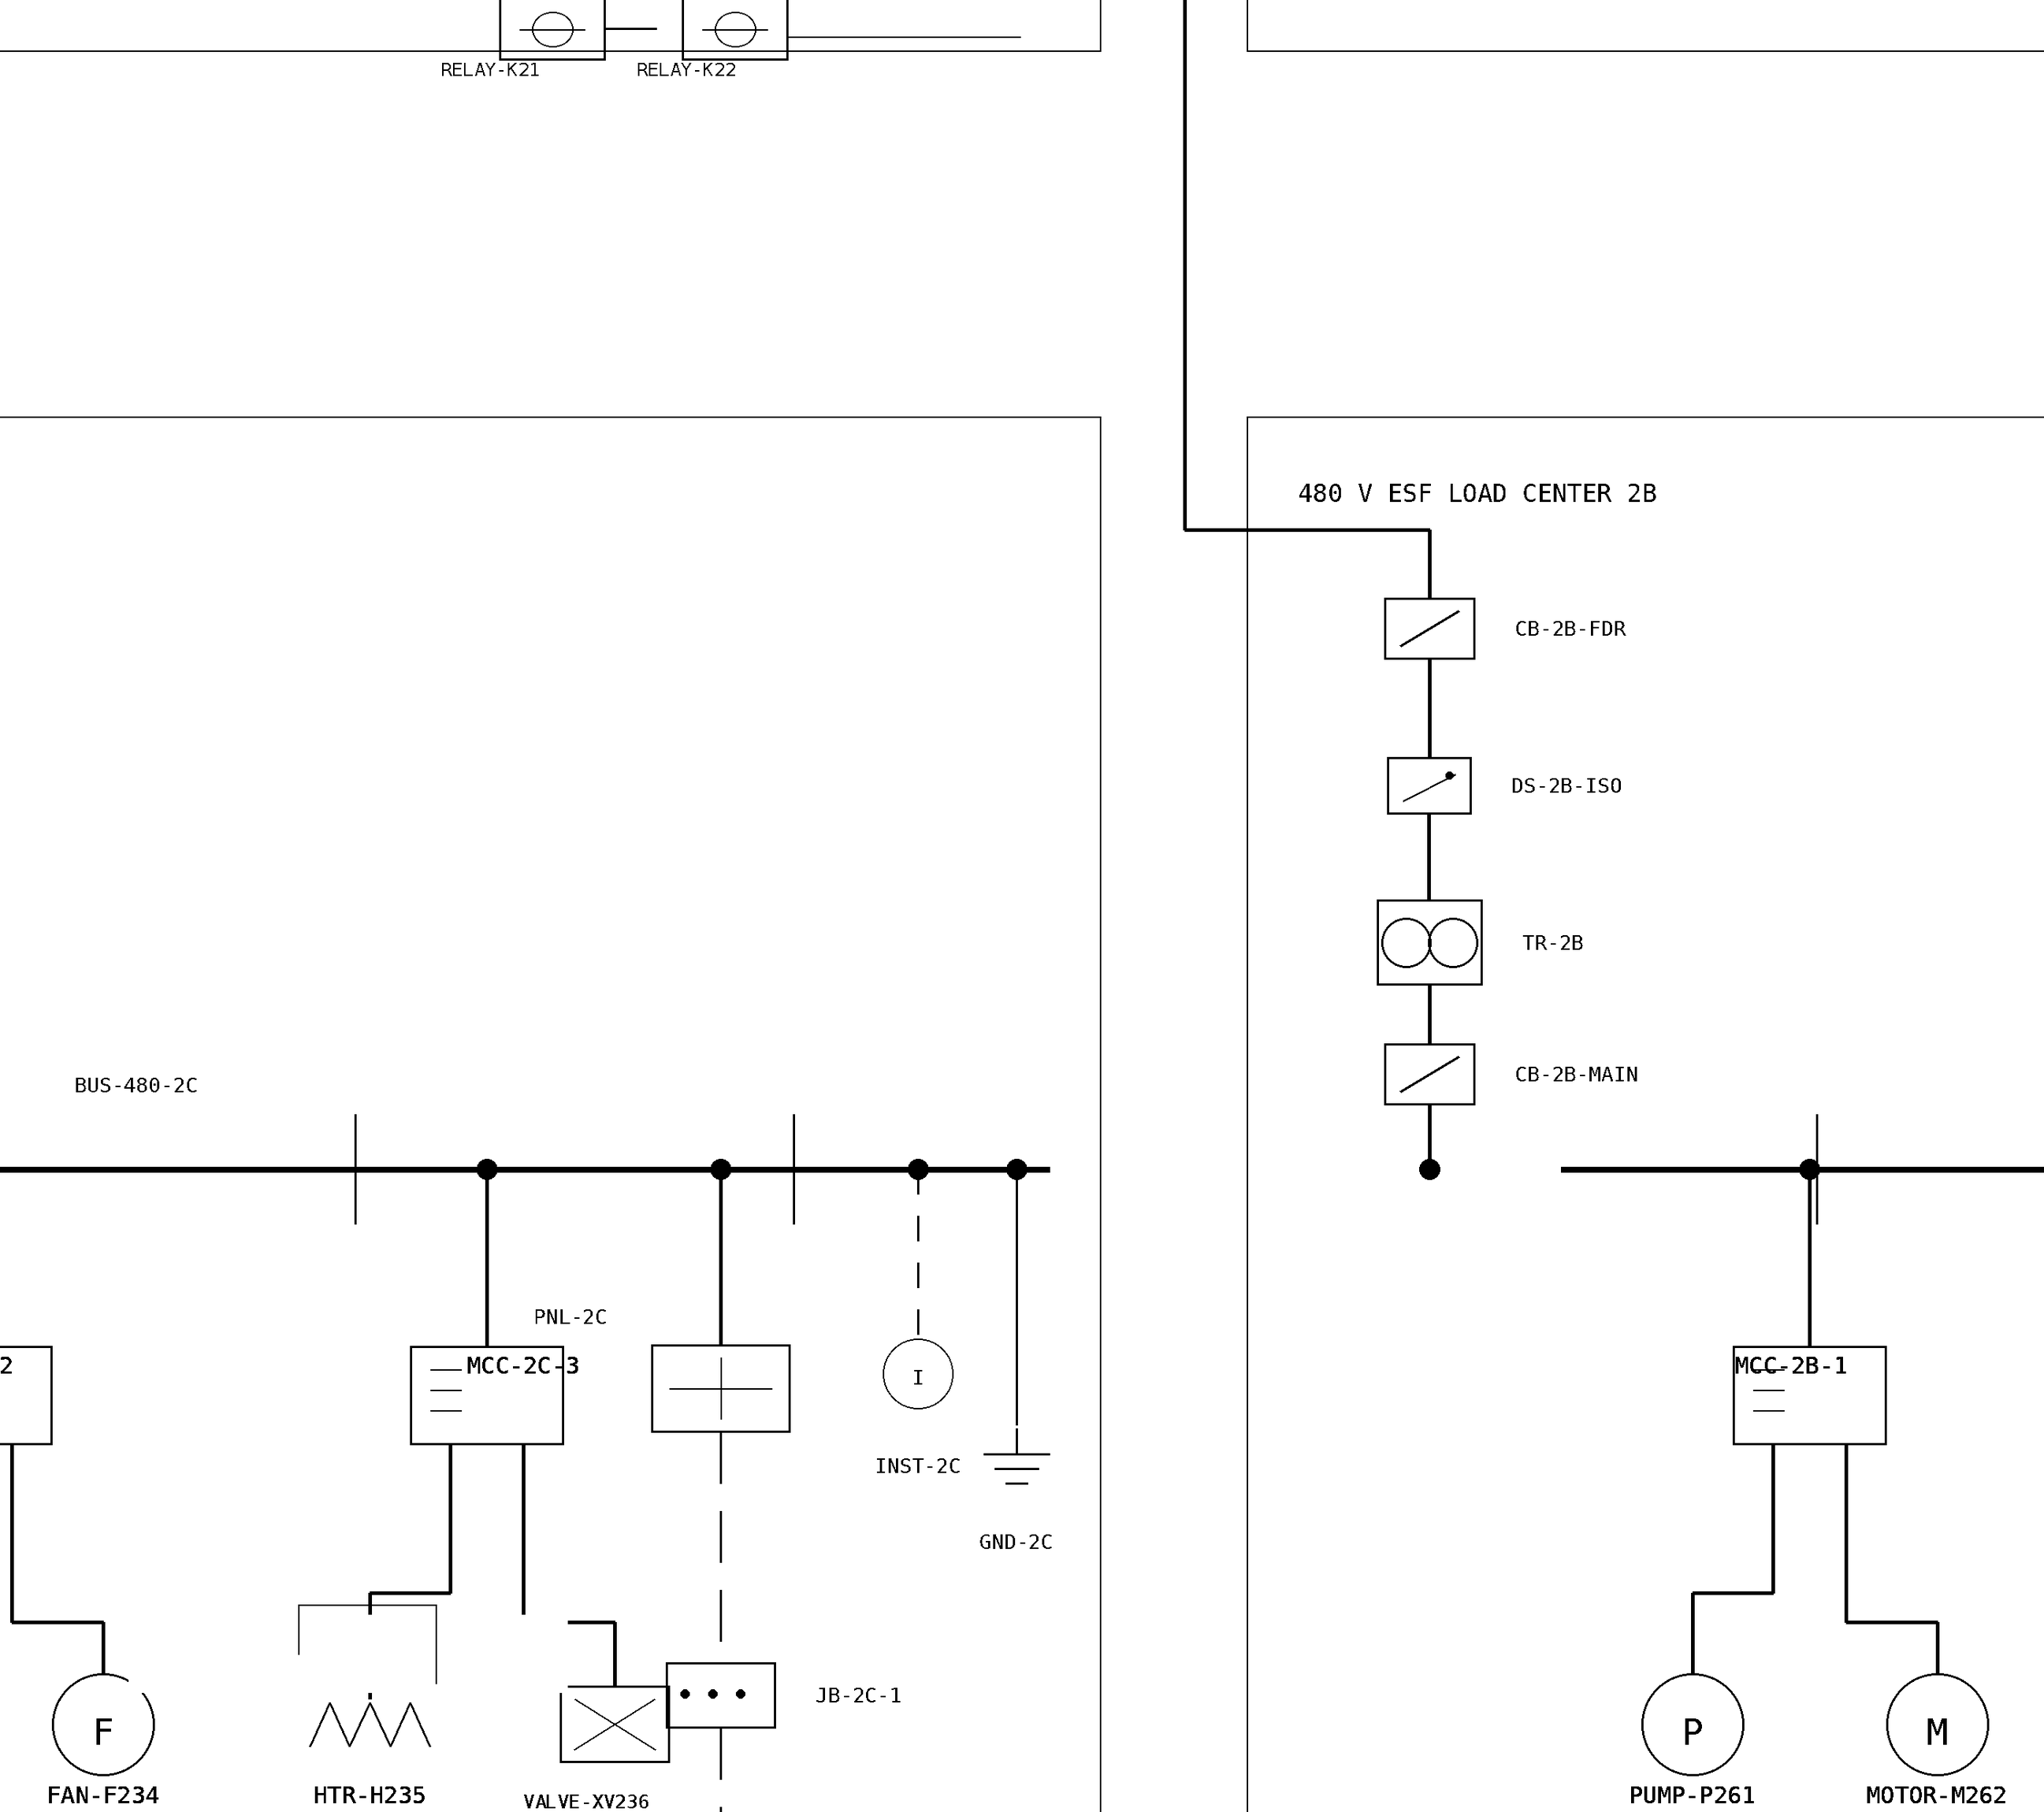 RELAY-K21 RELAY-K22
480 V ESF LOAD CENTER 2B
CB-2B-FDR
DS-2B-ISO
TR-2B
CB-2B-MAIN
BUS-480-2C
PNL-2C
2 MCC-2C-3 MCC-2B-1
I
INST-2C
GND-2C
JB-2C-1
F P M
FAN-F234 HTR-H235 VALVE-XV236 PUMP-P261 MOTOR-M262